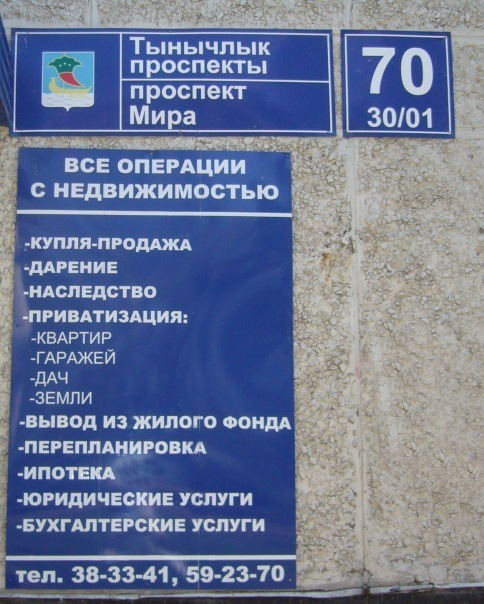 Тынычлык
проспекты
проспект
Мира
70
30/01
ВСЕ ОПЕРАЦИИ
С НЕДВИЖИМОСТЬЮ
-КУПЛЯ-ПРОДАЖА
-ДАРЕНИЕ
-НАСЛЕДСТВО
-ПРИВАТИЗАЦИЯ:
-КВАРТИР
-ГАРАЖЕЙ
-ДАЧ
-ЗЕМЛИ
-ВЫВОД ИЗ ЖИЛОГО ФОНДА
-ПЕРЕПЛАНИРОВКА
-ИПОТЕКА
-ЮРИДИЧЕСКИЕ УСЛУГИ
-БУХГАЛТЕРСКИЕ УСЛУГИ
тел. 38-33-41, 59-23-70